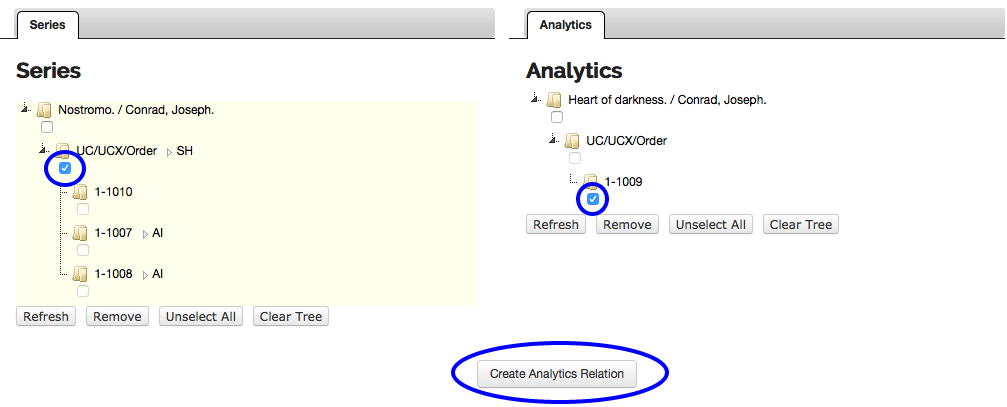 Series
Series
Nostromo. / Conrad, Joseph.
UC/UCX/Order SH
1-1010
1-1007 AI
1-1008 AI
Refresh Remove Unselect All Clear Tree
Analytics
Analytics
Heart of darkness. / Conrad, Joseph.
UC/UCX/Order
1-1009
Refresh Remove Unselect All Clear Tree
Create Analytics Relation